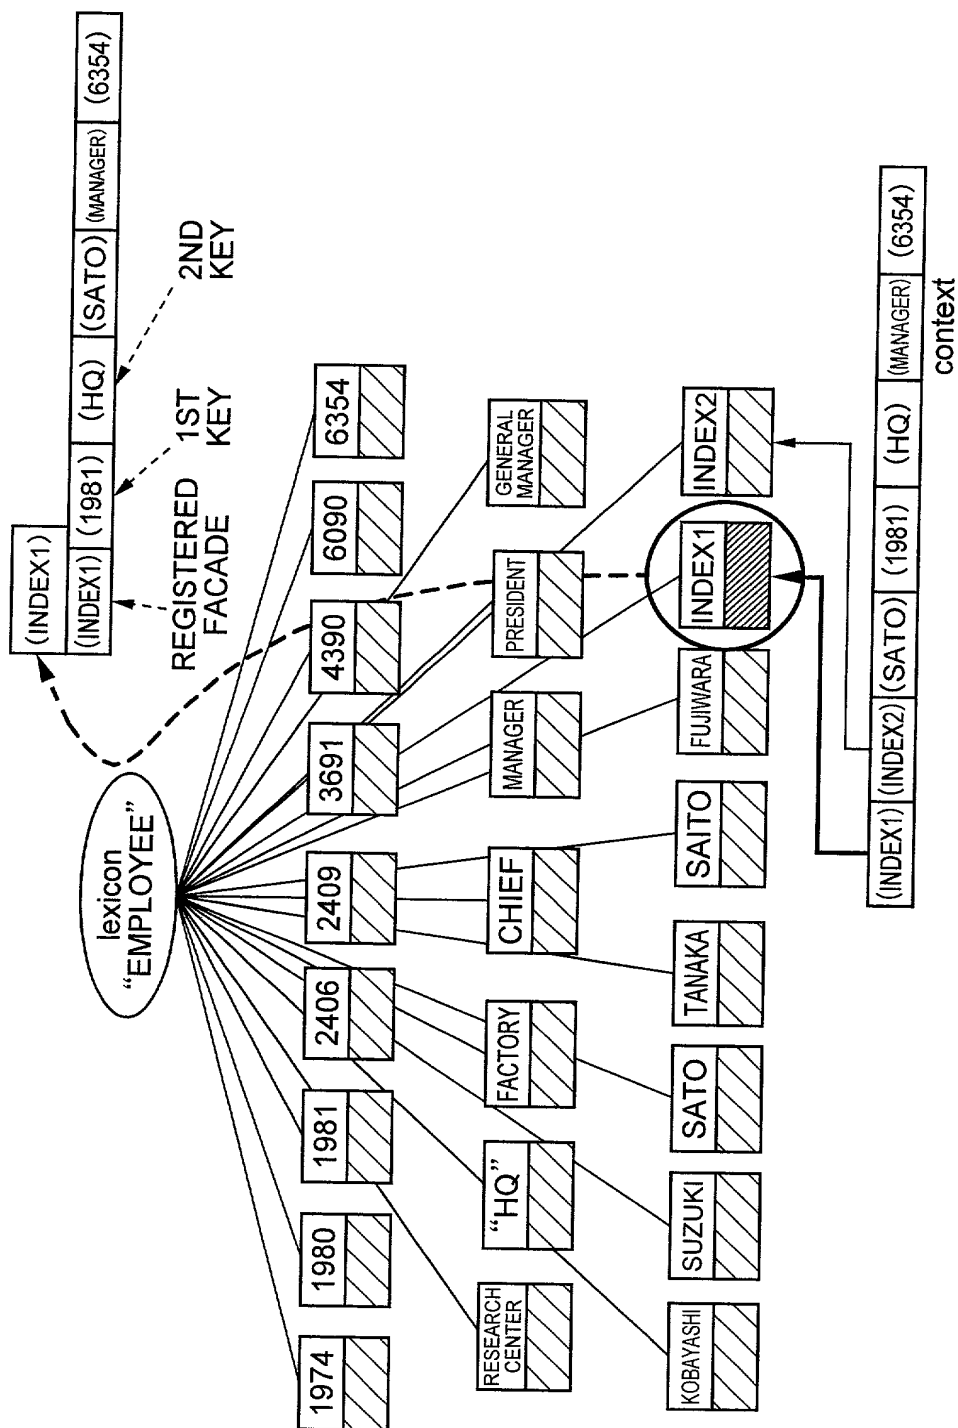 (INDEX1)
(INDEX1) (1981) (HQ) (SATO) (MANAGER) (6354)
REGISTERED
FACADE
1ST
KEY
2ND
KEY
lexicon
“EMPLOYEE”
1974 1980 1981 2406 2409 3691 4390 6090 6354
RESEARCH
CENTER
“HQ” FACTORY CHIEF MANAGER PRESIDENT
GENERAL
MANAGER
KOBAYASHI SUZUKI SATO TANAKA SAITO FUJIWARA INDEX1 INDEX2
(INDEX1) (INDEX2) (SATO) (1981) (HQ) (MANAGER) (6354)
context